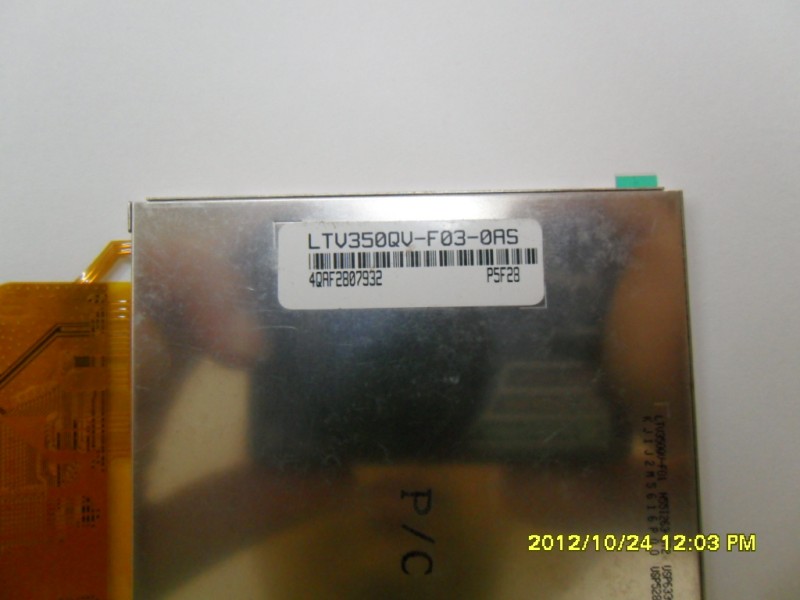 LTV350QV-F03-0AS
4QAF2807932 P5F28
P/C
2012/10/24 12:03 PM